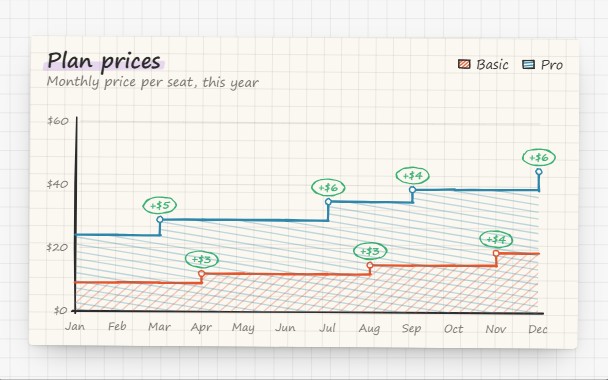 Plan prices
Basic Pro
Monthly price per seat, this year
$60
+$6
+$4
$40
+$6
+$5
+$4
$20
+$3
+$3
$0
Jan Feb Mar Apr May Jun Jul Aug Sep Oct Nov Dec